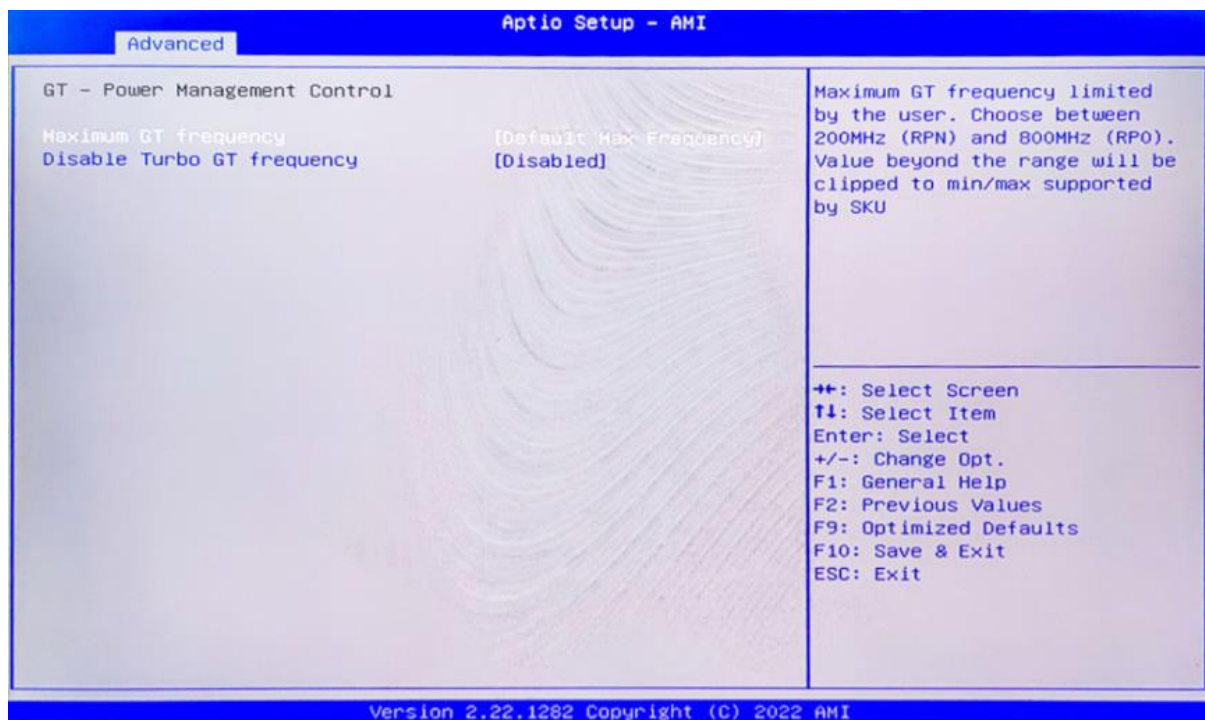 Aptio Setup – AMI
Advanced
GT – Power Management Control
Maximum GT frequency [Default Max Frequency]
Disable Turbo GT frequency [Disabled]
Maximum GT frequency limited
by the user. Choose between
200MHz (RPN) and 800MHz (RP0).
Value beyond the range will be
clipped to min/max supported
by SKU
→←: Select Screen
↑↓: Select Item
Enter: Select
+/-: Change Opt.
F1: General Help
F2: Previous Values
F9: Optimized Defaults
F10: Save & Exit
ESC: Exit
Version 2.22.1282 Copyright (C) 2022 AMI